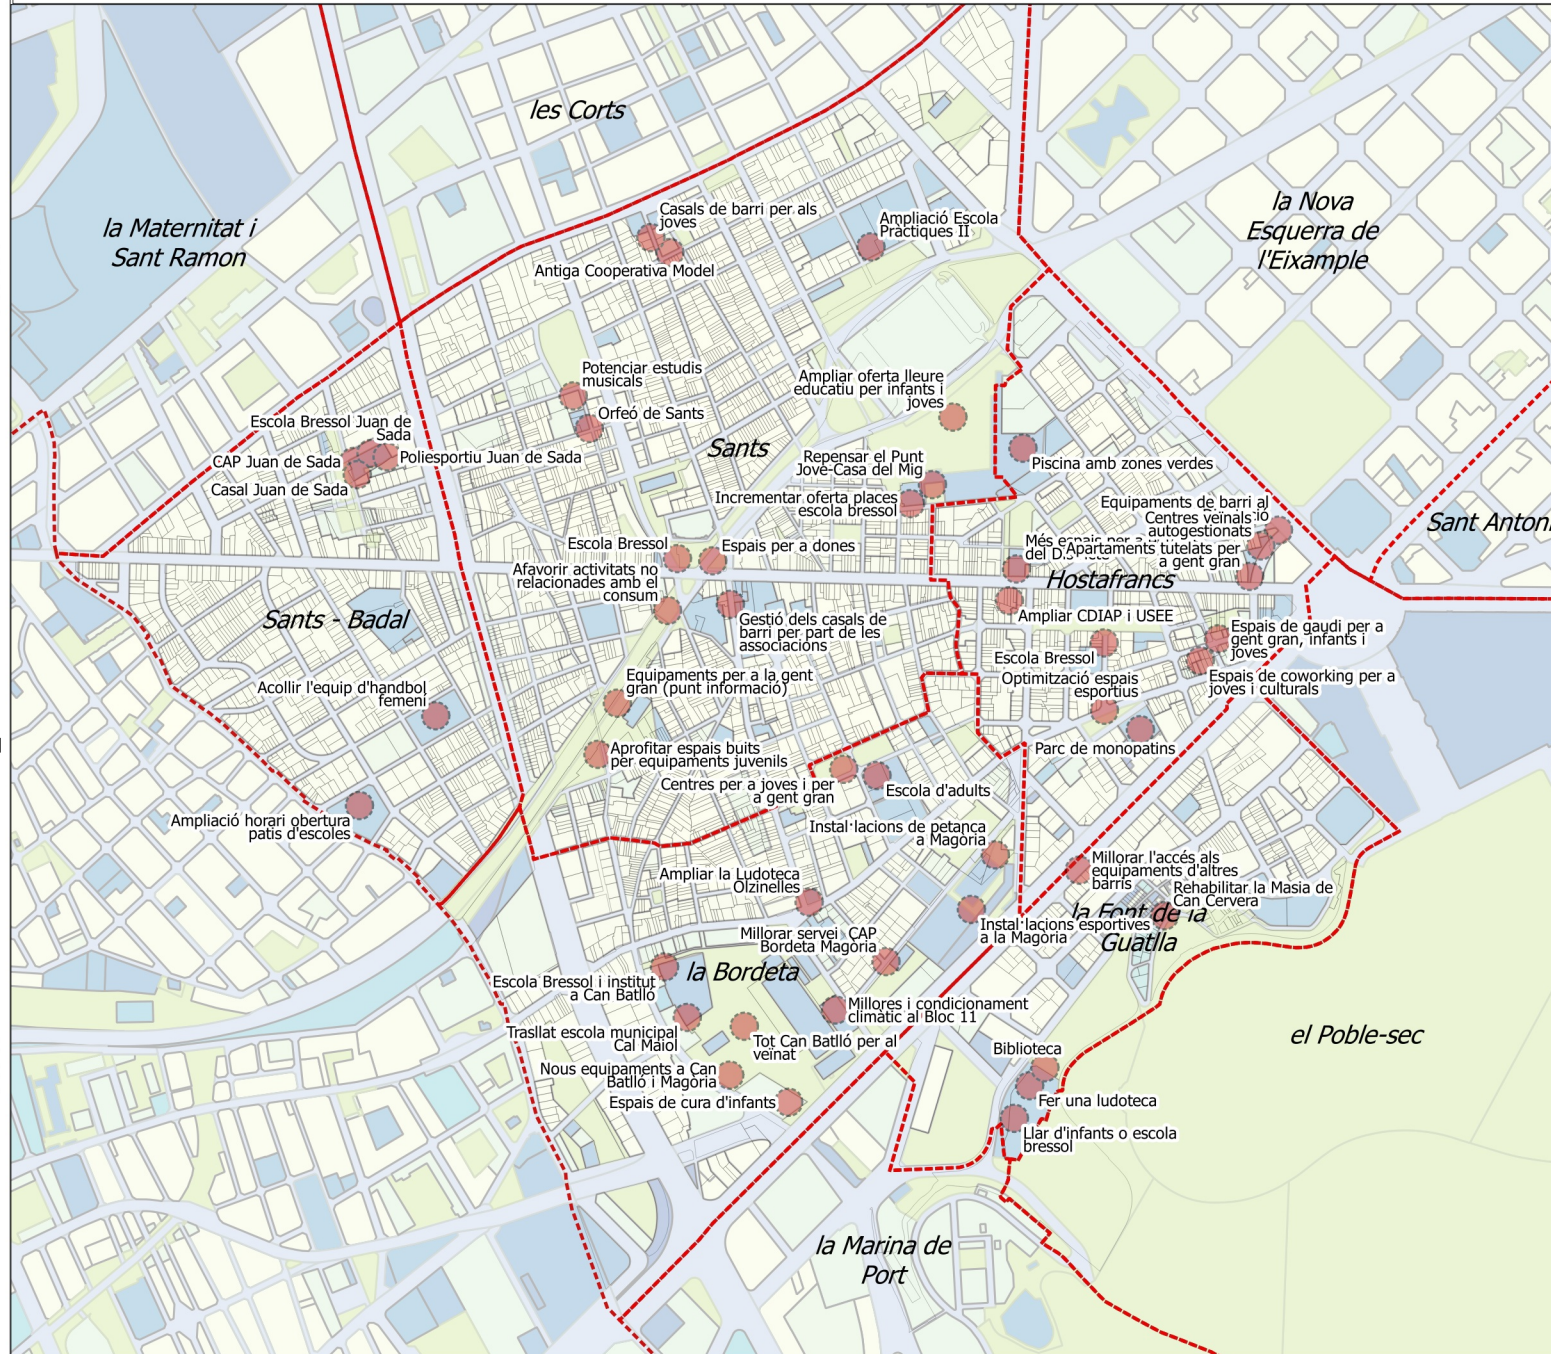 les Corts
la Maternitat i
Sant Ramon
la Nova
Esquerra de
l'Eixample
Casals de barri per als
joves
Ampliació Escola
Pràctiques II
Antiga Cooperativa Model
Potenciar estudis
musicals
Orfeó de Sants
Ampliar oferta lleure
educatiu per infants i
joves
Escola Bressol Juan de
Sada
CAP Juan de Sada
Poliesportiu Juan de Sada
Casal Juan de Sada
Sants
Repensar el Punt
Jove-Casa del Mig
Piscina amb zones verdes
Incrementar oferta places
escola bressol
Equipaments de barri al
Centres veïnals
autogestionats
Sant Antoni
Més espais per a
Apartaments tutelats per
a gent gran
Escola Bressol
Espais per a dones
Afavorir activitats no
relacionades amb el
consum
Hostafrancs
Sants - Badal
Gestió dels casals de
barri per part de les
associacions
Ampliar CDIAP i USEE
Espais de gaudi per a
gent gran, infants i
joves
Escola Bressol
Optimització espais
esportius
Espais de coworking per a
joves i culturals
Acollir l'equip d'handbol
femení
Equipaments per a la gent
gran (punt informació)
Aprofitar espais buits
per equipaments juvenils
Parc de monopatins
Centres per a joves i per
a gent gran
Escola d'adults
Ampliació horari obertura
patis d'escoles
Instal·lacions de petanca
a Magòria
Ampliar la Ludoteca
Olzinelles
Millorar l'accés als
equipaments d'altres
barris
Rehabilitar la Masia de
Can Cervera
la Font de la
Guatlla
Instal·lacions esportives
a la Magòria
Millorar servei CAP
Bordeta Magòria
la Bordeta
Escola Bressol i institut
a Can Batlló
Millores i condicionament
climàtic al Bloc 11
Trasllat escola municipal
Cal Maiol
Tot Can Batlló per al
veïnat
el Poble-sec
Biblioteca
Nous equipaments a Can
Batlló i Magòria
Espais de cura d'infants
Fer una ludoteca
Llar d'infants o escola
bressol
la Marina de
Port